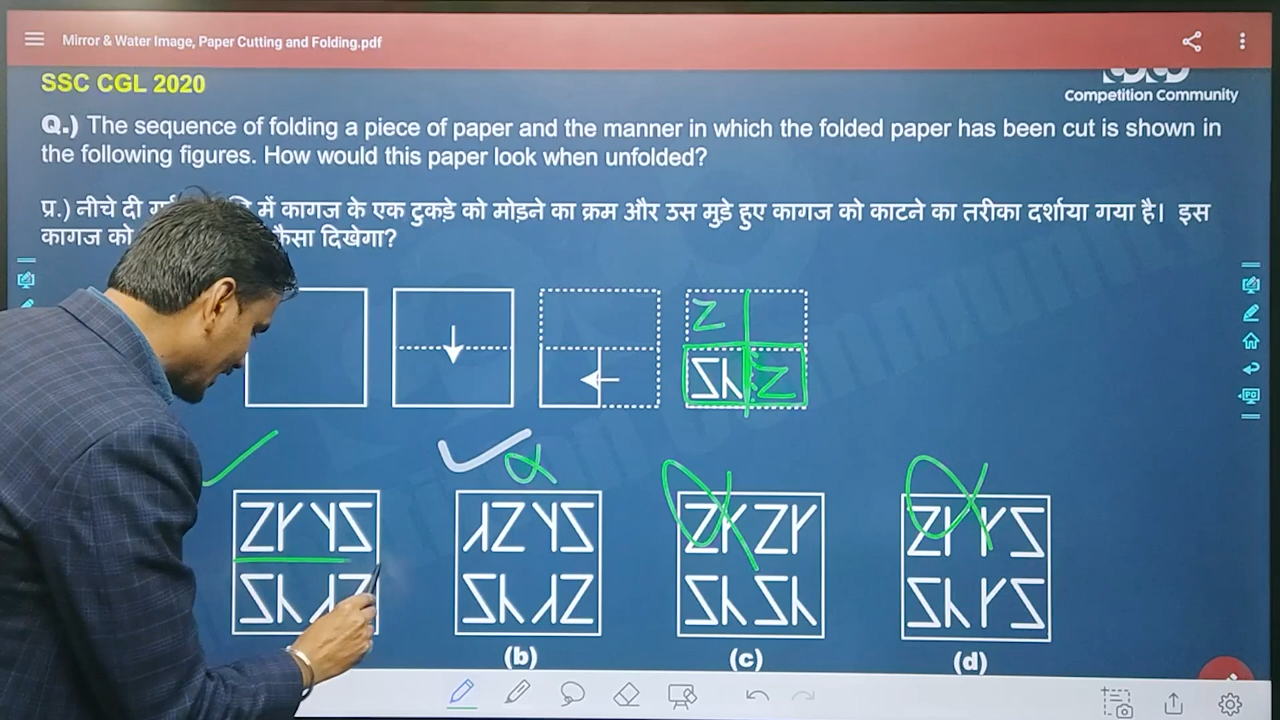 Mirror & Water Image, Paper Cutting and Folding.pdf
SSC CGL 2020
Competition Community
Q.) The sequence of folding a piece of paper and the manner in which the folded paper has been cut is shown in
the following figures. How would this paper look when unfolded?
प्र.) नीचे दी में कागज के एक टुकड़े को मोड़ने का क्रम और उस मुड़े हुए कागज को काटने का तरीका दर्शाया गया है। इस
कागज को कैसा दिखेगा?
Z
Z
(b) (c) (d)